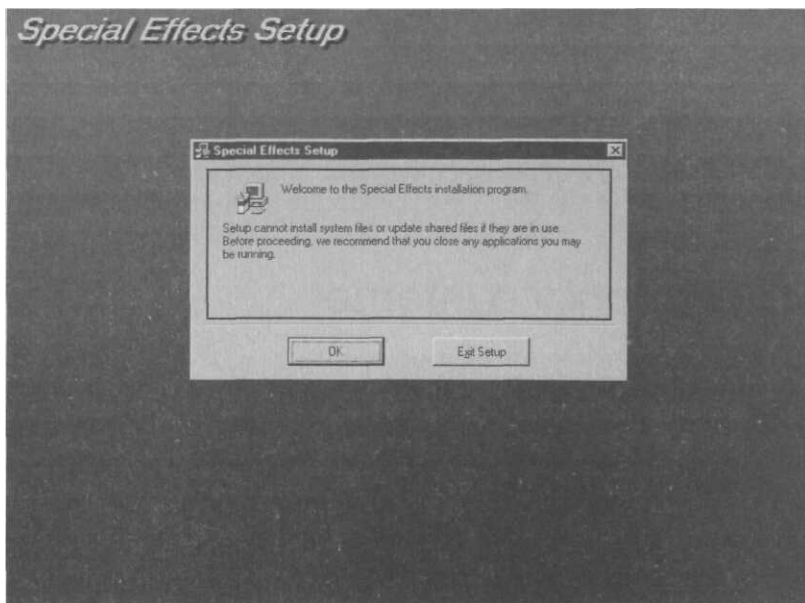 Special Effects Setup
Special Effects Setup
Welcome to the Special Effects installation program.
Setup cannot install system files or update shared files if they are in use.
Before proceeding, we recommend that you close any applications you may
be running.
OK
Exit Setup